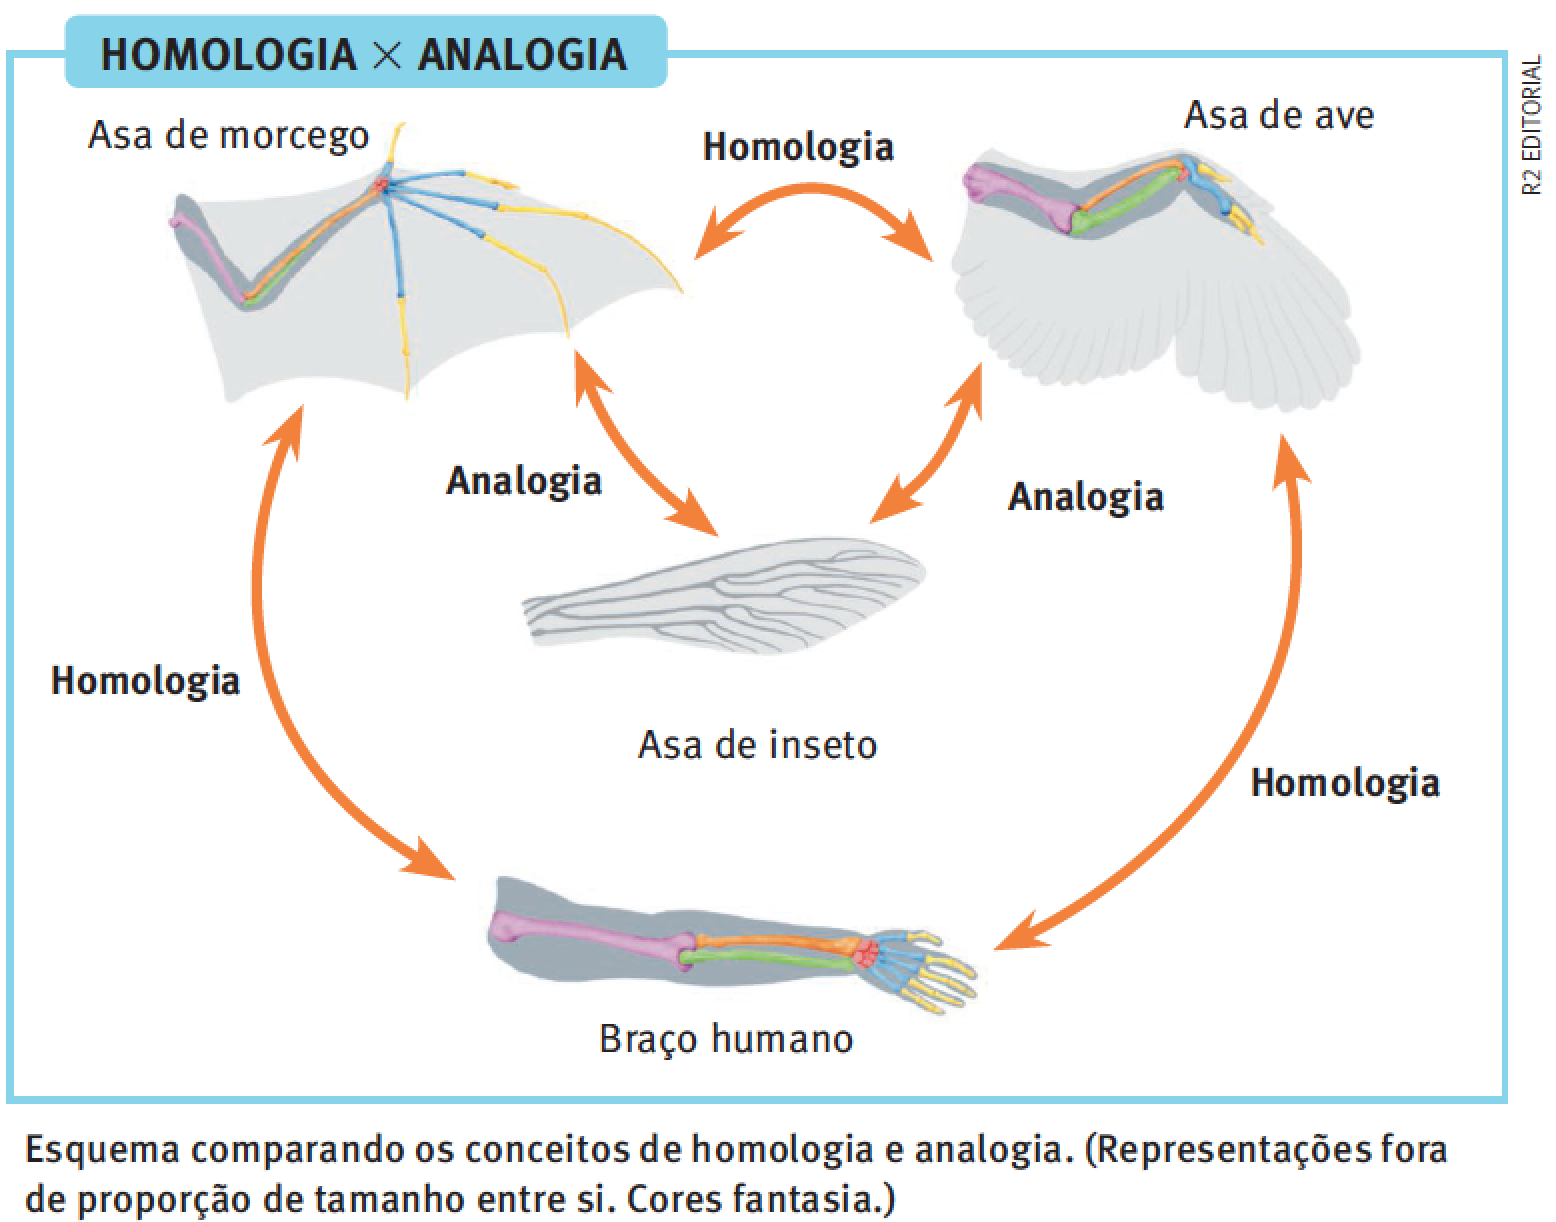 HOMOLOGIA × ANALOGIA
R2 EDITORIAL
Asa de morcego
Homologia
Asa de ave
Analogia
Analogia
Homologia
Asa de inseto
Homologia
Braço humano
Esquema comparando os conceitos de homologia e analogia. (Representações fora
de proporção de tamanho entre si. Cores fantasia.)